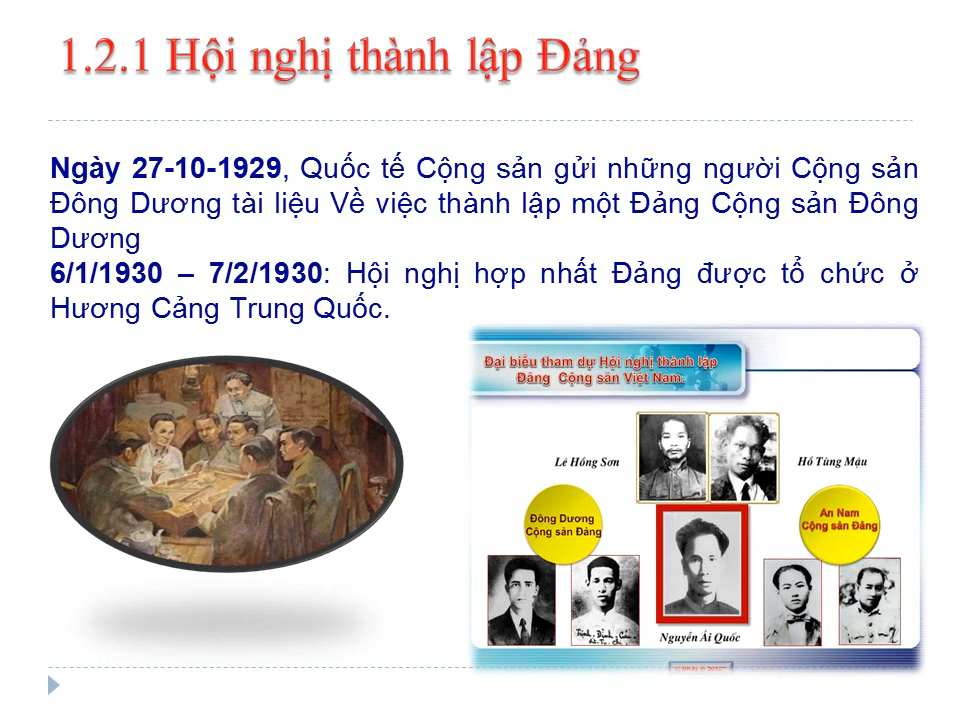 1.2.1 Hội nghị thành lập Đảng
Ngày 27-10-1929, Quốc tế Cộng sản gửi những người Cộng sản
Đông Dương tài liệu Về việc thành lập một Đảng Cộng sản Đông
Dương
6/1/1930 – 7/2/1930: Hội nghị hợp nhất Đảng được tổ chức ở
Hương Cảng Trung Quốc.
Đại biểu tham dự Hội nghị thành lập
Đảng Cộng sản Việt Nam.
Lê Hồng Sơn
Hồ Tùng Mậu
Đông Dương
Cộng sản Đảng
An Nam
Cộng sản Đảng
Trịnh - Đình - Cửu
Nguyễn Ái Quốc